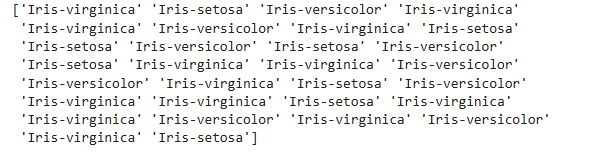 ['Iris-virginica' 'Iris-setosa' 'Iris-versicolor' 'Iris-virginica'
'Iris-virginica' 'Iris-versicolor' 'Iris-virginica' 'Iris-setosa'
'Iris-setosa' 'Iris-versicolor' 'Iris-setosa' 'Iris-versicolor'
'Iris-setosa' 'Iris-virginica' 'Iris-virginica' 'Iris-versicolor'
'Iris-versicolor' 'Iris-virginica' 'Iris-setosa' 'Iris-versicolor'
'Iris-virginica' 'Iris-virginica' 'Iris-setosa' 'Iris-virginica'
'Iris-virginica' 'Iris-versicolor' 'Iris-virginica' 'Iris-versicolor'
'Iris-virginica' 'Iris-setosa']